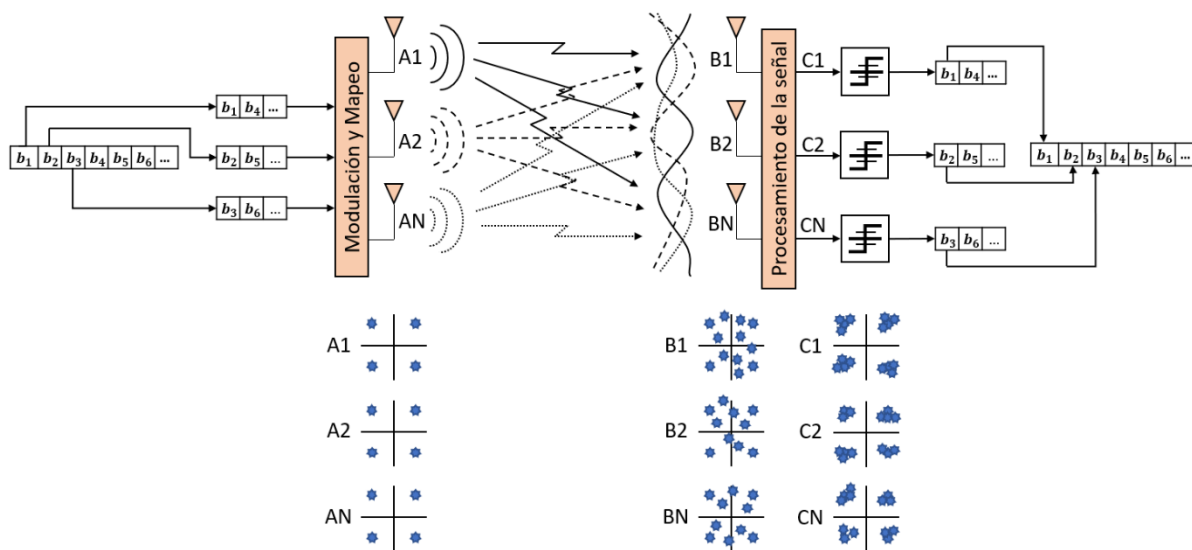 b₁ b₄ ...
b₁ b₂ b₃ b₄ b₅ b₆ ...
b₂ b₅ ...
b₃ b₆ ...
Modulación y Mapeo
A1
A2
AN
B1
B2
BN
Procesamiento de la señal
C1
C2
CN
b₁ b₄ ...
b₂ b₅ ...
b₃ b₆ ...
b₁ b₂ b₃ b₄ b₅ b₆ ...
A1
B1
C1
A2
B2
C2
AN
BN
CN